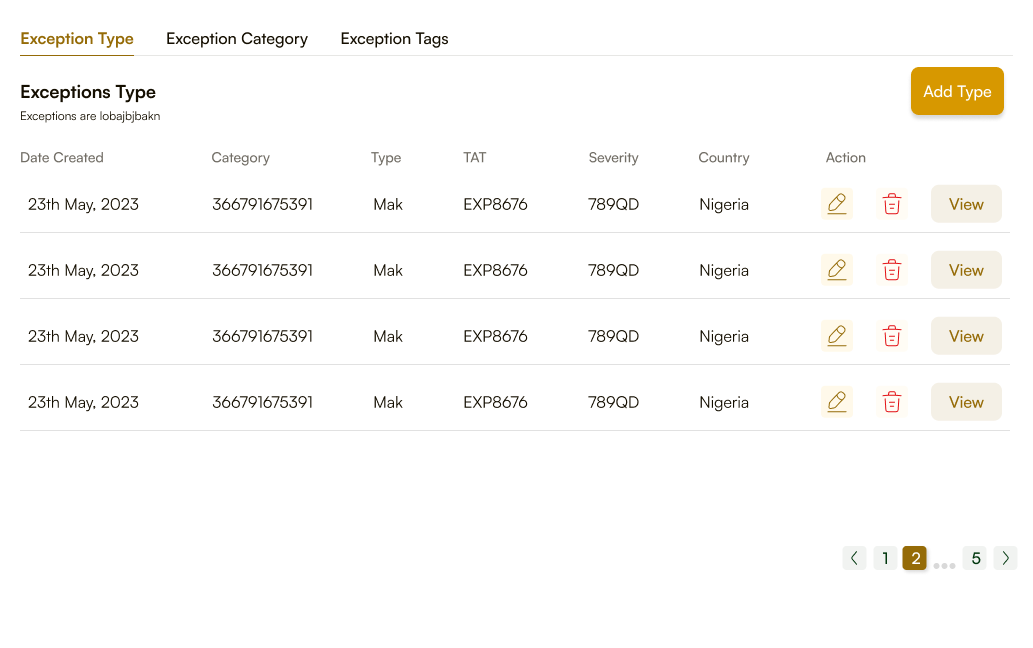 Exception Type Exception Category Exception Tags
Exceptions Type
Add Type
Exceptions are lobajbjbakn
Date Created Category Type TAT Severity Country Action
23th May, 2023 366791675391 Mak EXP8676 789QD Nigeria View
23th May, 2023 366791675391 Mak EXP8676 789QD Nigeria View
23th May, 2023 366791675391 Mak EXP8676 789QD Nigeria View
23th May, 2023 366791675391 Mak EXP8676 789QD Nigeria View
1 2 ... 5